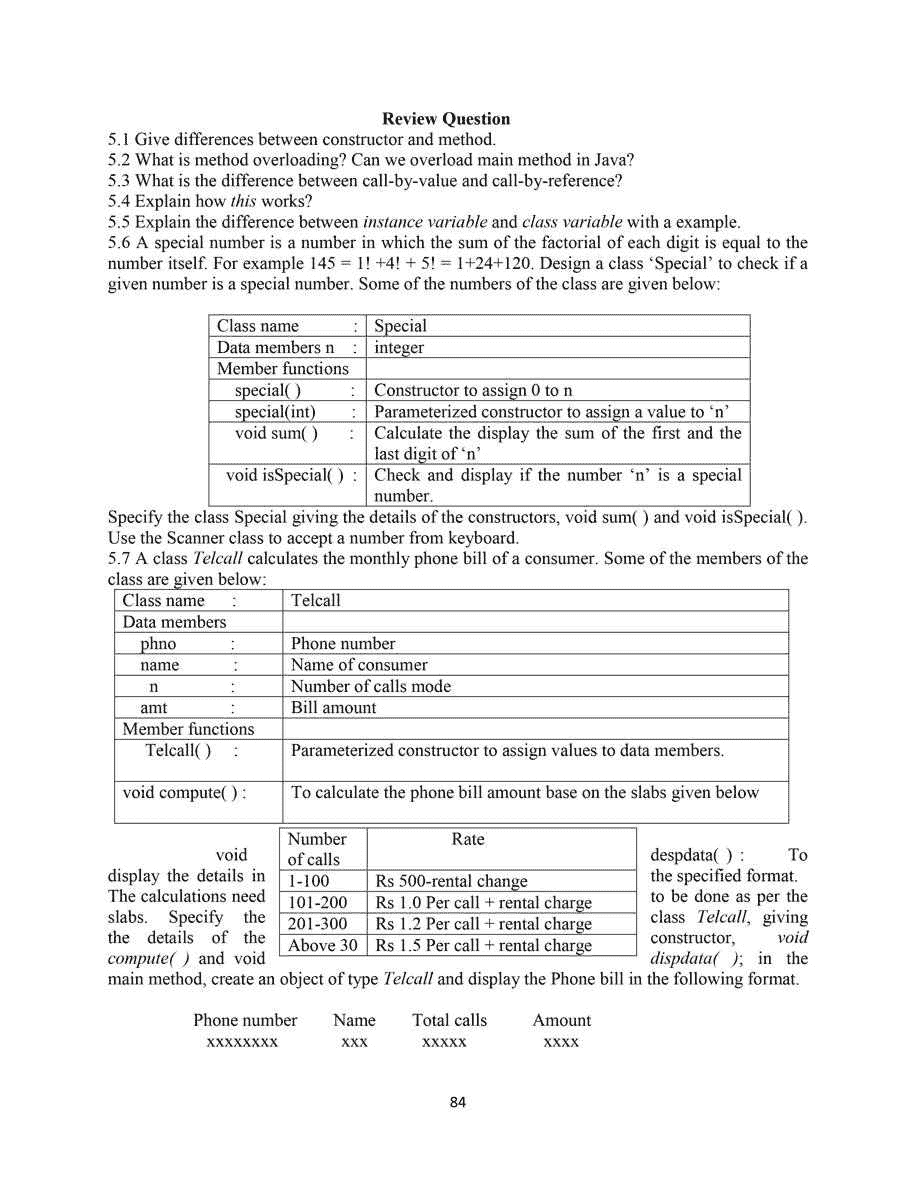 Review Question
5.1 Give differences between constructor and method.
5.2 What is method overloading? Can we overload main method in Java?
5.3 What is the difference between call-by-value and call-by-reference?
5.4 Explain how this works?
5.5 Explain the difference between instance variable and class variable with a example.
5.6 A special number is a number in which the sum of the factorial of each digit is equal to the
number itself. For example 145 = 1! +4! + 5! = 1+24+120. Design a class ‘Special’ to check if a
given number is a special number. Some of the numbers of the class are given below:
Class name : Special
Data members n : integer
Member functions
special( ) : Constructor to assign 0 to n
special(int) : Parameterized constructor to assign a value to ‘n’
void sum( ) : Calculate the display the sum of the first and the
last digit of ‘n’
void isSpecial( ) : Check and display if the number ‘n’ is a special
number.
Specify the class Special giving the details of the constructors, void sum( ) and void isSpecial( ).
Use the Scanner class to accept a number from keyboard.
5.7 A class Telcall calculates the monthly phone bill of a consumer. Some of the members of the
class are given below:
Class name : Telcall
Data members
phno : Phone number
name : Name of consumer
n : Number of calls mode
amt : Bill amount
Member functions
Telcall( ) : Parameterized constructor to assign values to data members.
void compute( ) : To calculate the phone bill amount base on the slabs given below
Number of calls Rate
1-100 Rs 500-rental change
101-200 Rs 1.0 Per call + rental charge
201-300 Rs 1.2 Per call + rental charge
Above 30 Rs 1.5 Per call + rental charge
void despdata( ) : To
display the details in the specified format.
The calculations need to be done as per the
slabs. Specify the class Telcall, giving
the details of the constructor, void
compute( ) and void dispdata( ); in the
main method, create an object of type Telcall and display the Phone bill in the following format.
Phone number Name Total calls Amount
xxxxxxxx xxx xxxxx xxxx
84